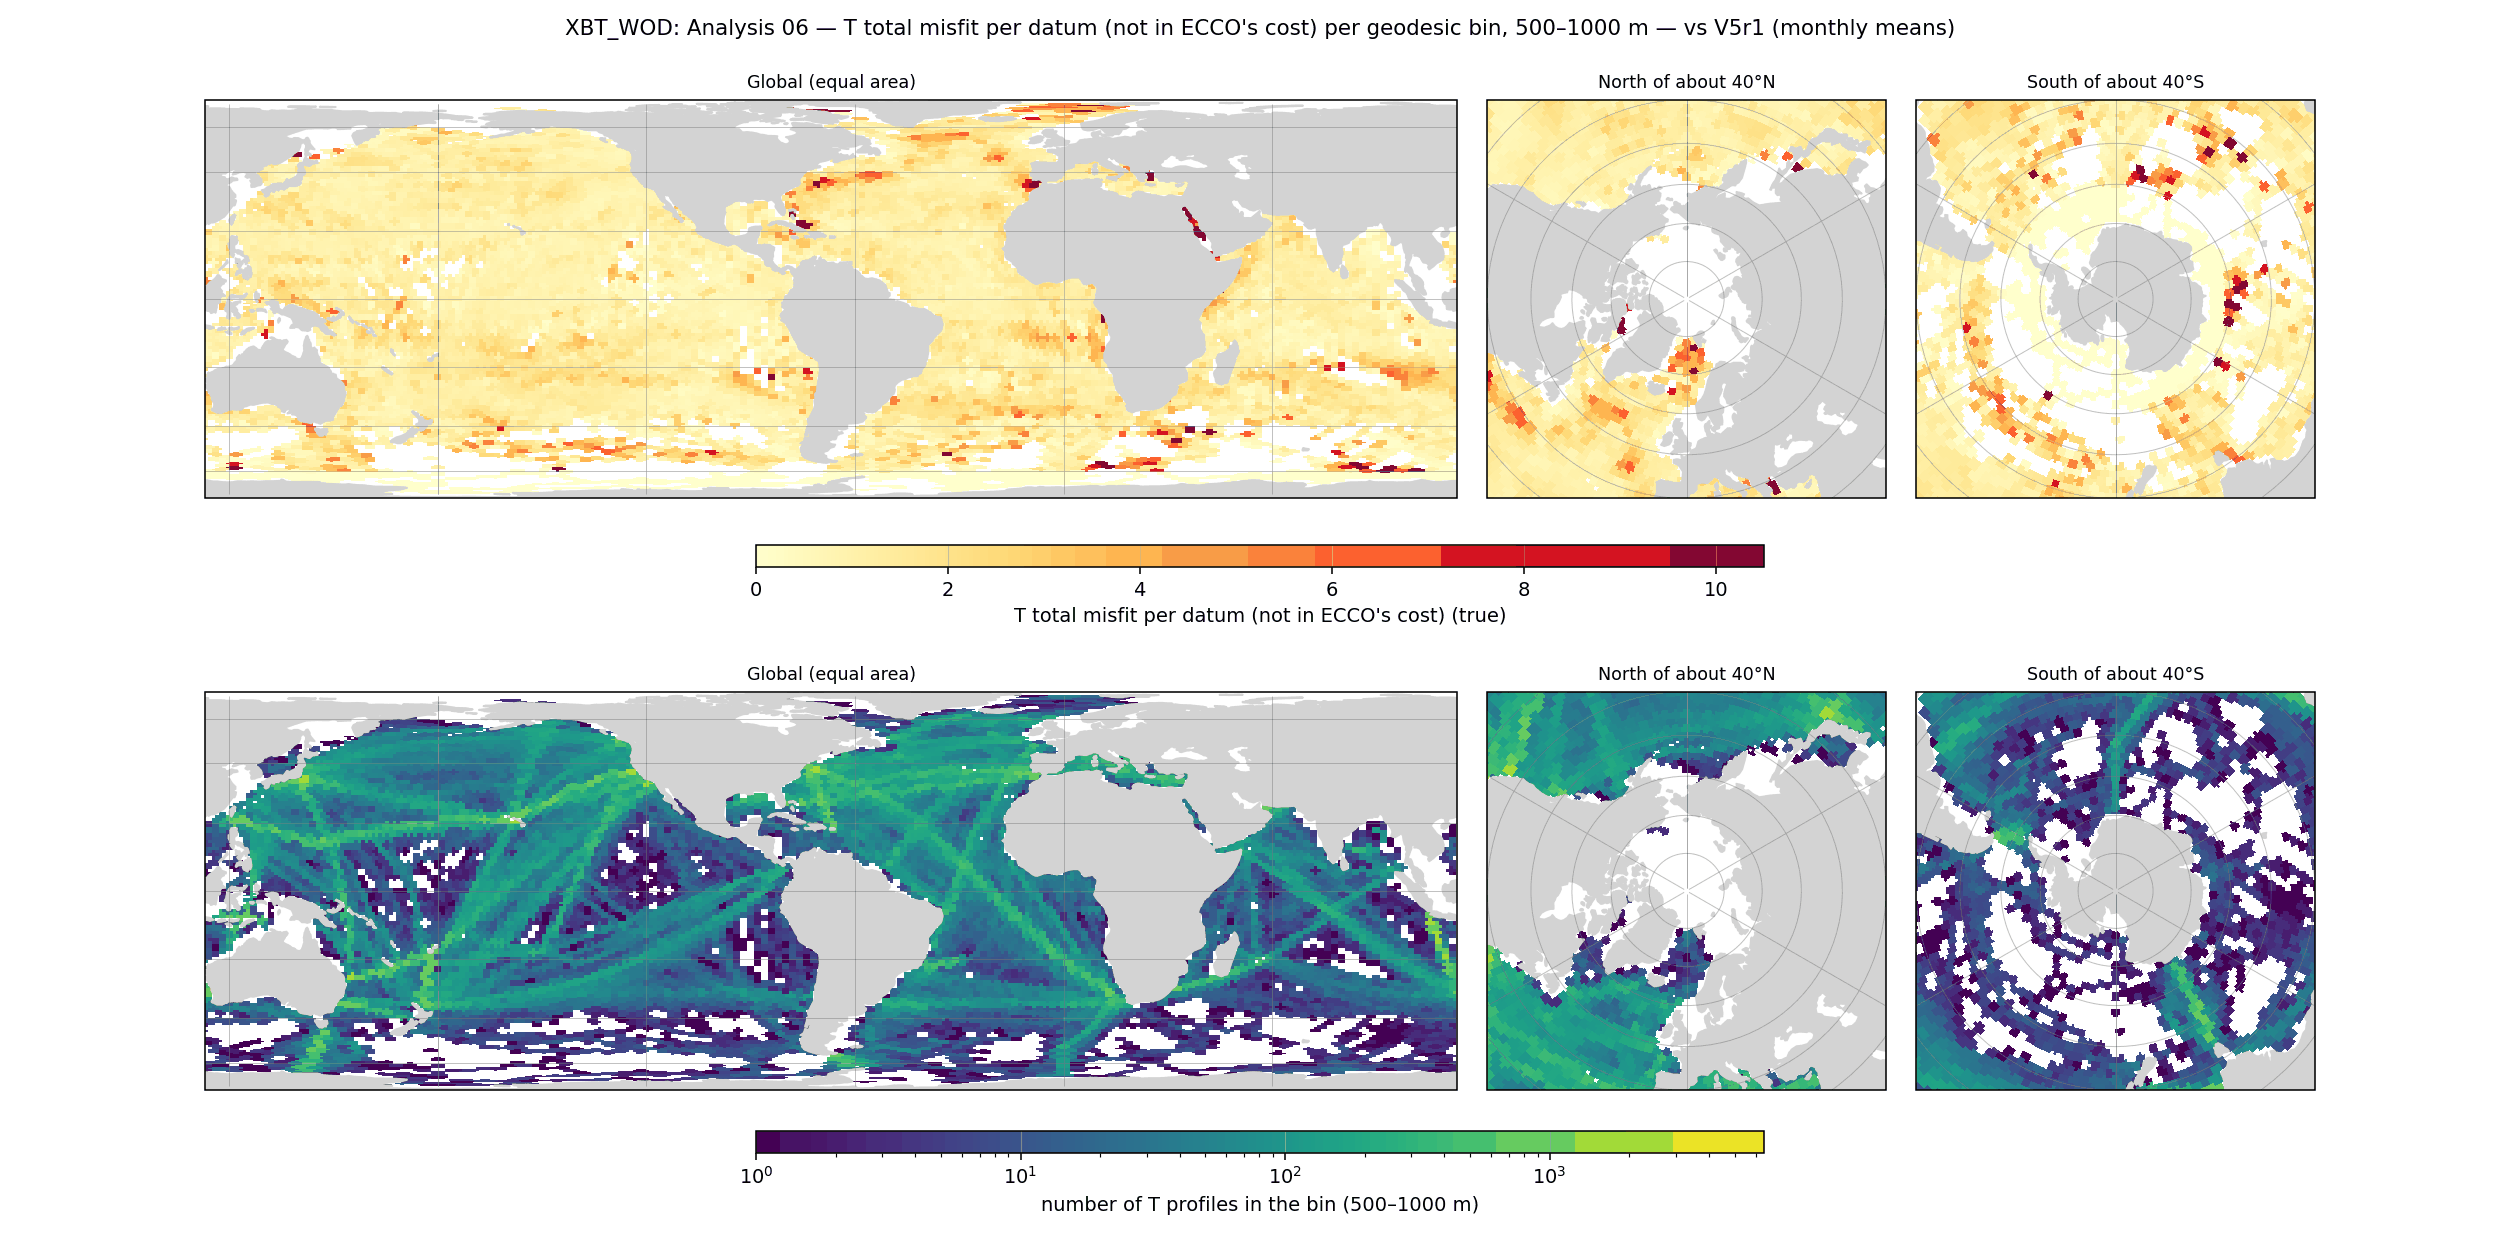 XBT_WOD: Analysis 06 — T total misfit per datum (not in ECCO's cost) per geodesic bin, 500–1000 m — vs V5r1 (monthly means)
Global (equal area)
North of about 40°N
South of about 40°S
0 2 4 6 8 10
T total misfit per datum (not in ECCO's cost) (true)
Global (equal area)
North of about 40°N
South of about 40°S
10⁰ 10¹ 10² 10³
number of T profiles in the bin (500–1000 m)